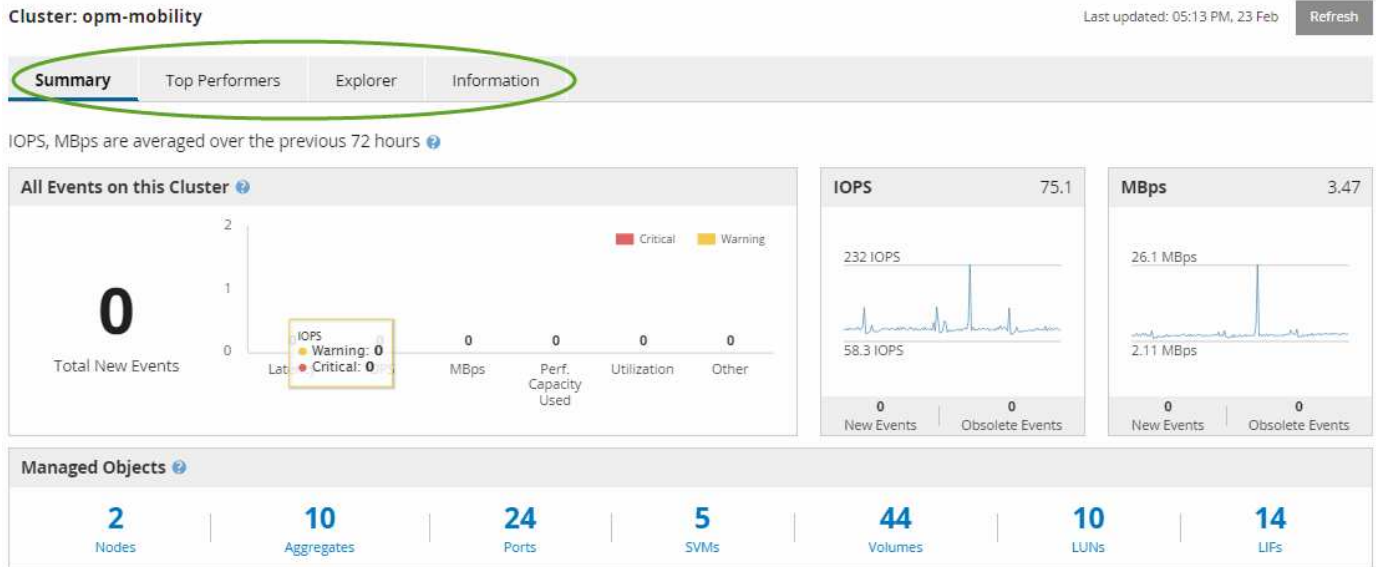 Cluster: opm-mobility
Last updated: 05:13 PM, 23 Feb
Refresh
Summary
Top Performers
Explorer
Information
IOPS, MBps are averaged over the previous 72 hours
All Events on this Cluster
0
Total New Events
2
1
0
Critical
Warning
IOPS
Warning: 0
Critical: 0
0
0
0
0
MBps
Perf.
Capacity
Used
Utilization
Other
IOPS 75.1
232 IOPS
58.3 IOPS
0
New Events
0
Obsolete Events
MBps 3.47
26.1 MBps
2.11 MBps
0
New Events
0
Obsolete Events
Managed Objects
2
Nodes
10
Aggregates
24
Ports
5
SVMs
44
Volumes
10
LUNs
14
LIFs